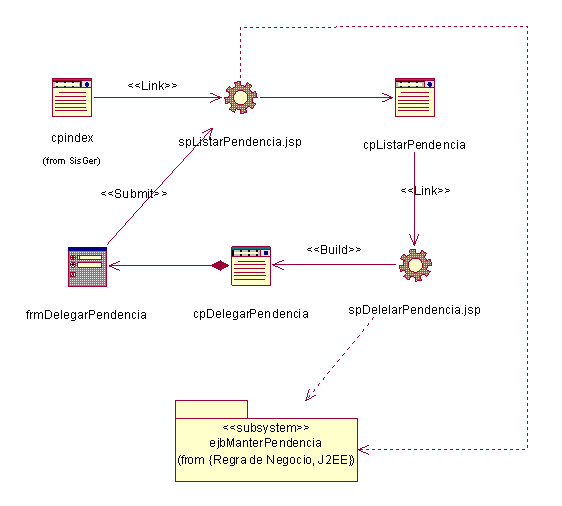 <<Link>>
cpindex
(from SisGer)
spListarPendencia.jsp
cpListarPendencia
<<Submit>>
<<Link>>
<<Build>>
frmDelegarPendencia
cpDelegarPendencia
spDelelarPendencia.jsp
<<subsystem>>
ejbManterPendencia
(from {Regra de Negocio, J2EE})